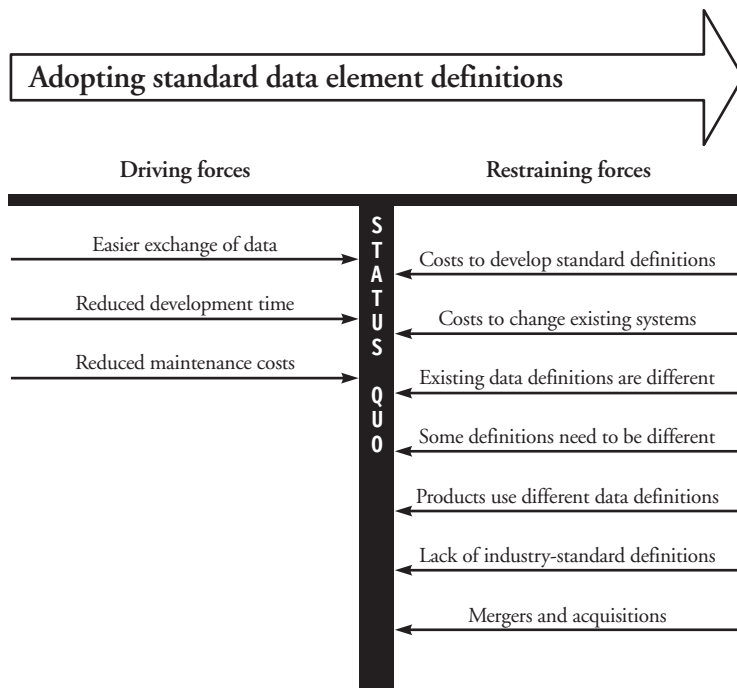 Adopting standard data element definitions
Driving forces
Restraining forces
STATUS QUO
Easier exchange of data
Reduced development time
Reduced maintenance costs
Costs to develop standard definitions
Costs to change existing systems
Existing data definitions are different
Some definitions need to be different
Products use different data definitions
Lack of industry-standard definitions
Mergers and acquisitions